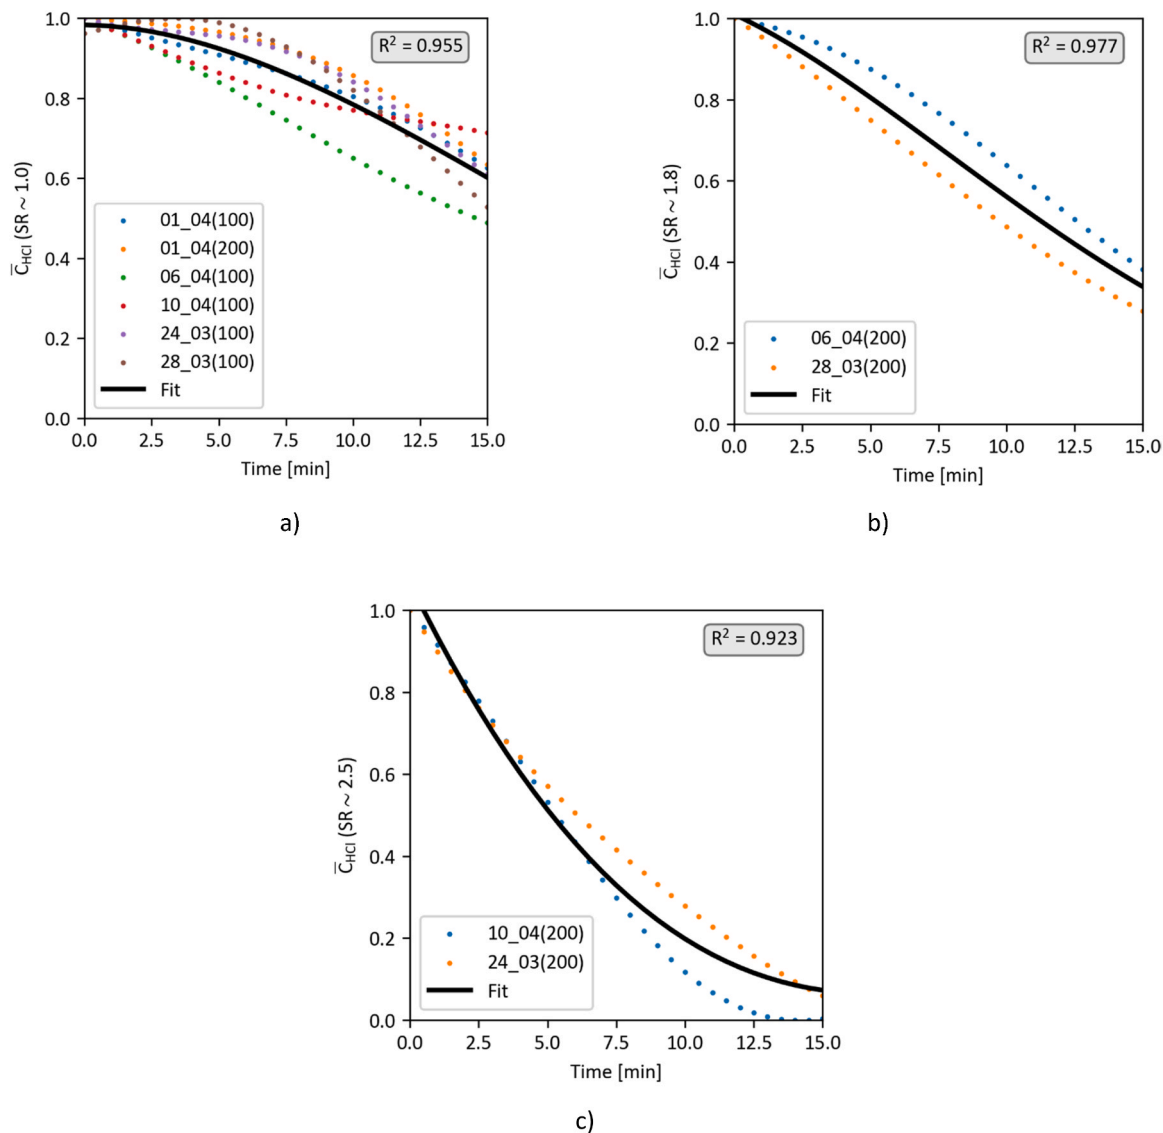 1.0
0.8
0.6
0.4
0.2
0.0
C̅HCl (SR ~ 1.0)
R² = 0.955
01_04(100)
01_04(200)
06_04(100)
10_04(100)
24_03(100)
28_03(100)
Fit
0.0 2.5 5.0 7.5 10.0 12.5 15.0
Time [min]
a)
1.0
0.8
0.6
0.4
0.2
0.0
C̅HCl (SR ~ 1.8)
R² = 0.977
06_04(200)
28_03(200)
Fit
0.0 2.5 5.0 7.5 10.0 12.5 15.0
Time [min]
b)
1.0
0.8
0.6
0.4
0.2
0.0
C̅HCl (SR ~ 2.5)
R² = 0.923
10_04(200)
24_03(200)
Fit
0.0 2.5 5.0 7.5 10.0 12.5 15.0
Time [min]
c)